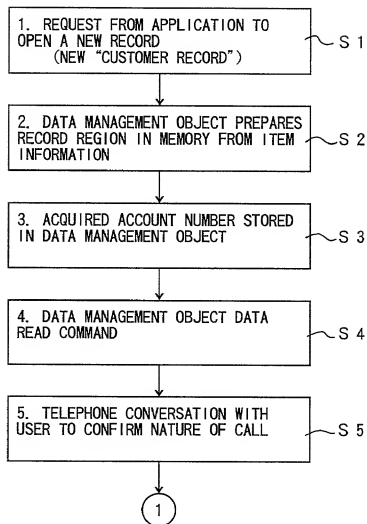 1. REQUEST FROM APPLICATION TO
OPEN A NEW RECORD
(NEW “CUSTOMER RECORD”)
S 1
2. DATA MANAGEMENT OBJECT PREPARES
RECORD REGION IN MEMORY FROM ITEM
INFORMATION
S 2
3. ACQUIRED ACCOUNT NUMBER STORED
IN DATA MANAGEMENT OBJECT
S 3
4. DATA MANAGEMENT OBJECT DATA
READ COMMAND
S 4
5. TELEPHONE CONVERSATION WITH
USER TO CONFIRM NATURE OF CALL
S 5
1